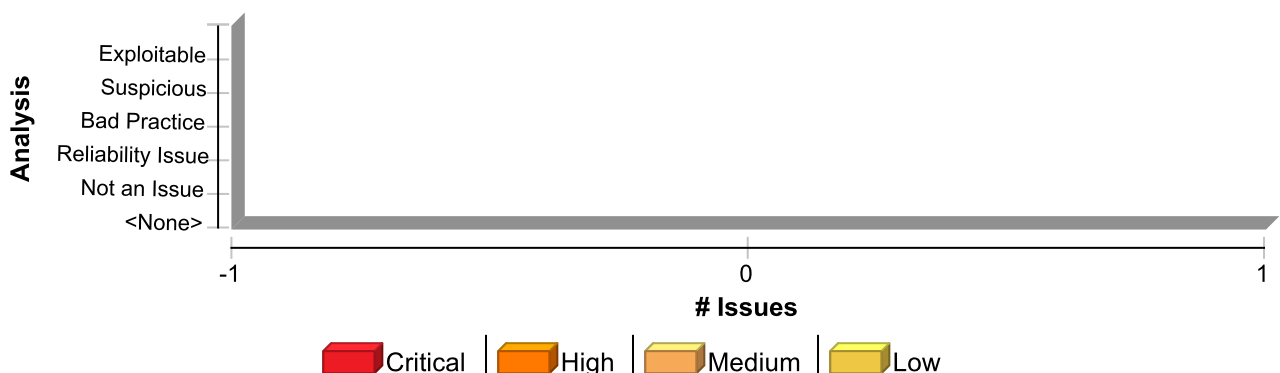 Analysis
Exploitable
Suspicious
Bad Practice
Reliability Issue
Not an Issue
<None>
-1 0 1
# Issues
Critical High Medium Low